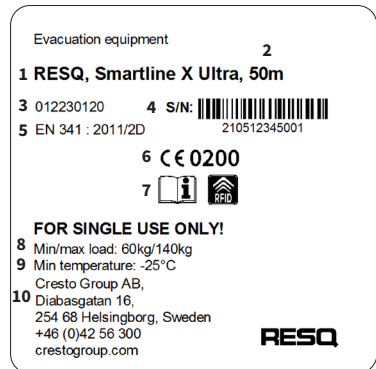 Evacuation equipment
2
1 RESQ, Smartline X Ultra, 50m
3 012230120 4 S/N:
5 EN 341 : 2011/2D 210512345001
6 CE 0200
7 i RFID
FOR SINGLE USE ONLY!
8 Min/max load: 60kg/140kg
9 Min temperature: -25°C
Cresto Group AB,
10 Diabasgatan 16,
254 68 Helsingborg, Sweden
+46 (0)42 56 300
crestogroup.com
RESQ